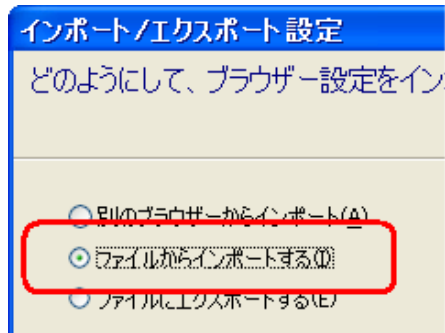 インポート/エクスポート設定
どのようにして、ブラウザー設定をイン
別のブラウザーからインポート(A)
ファイルからインポートする(I)
ファイルにエクスポートする(E)